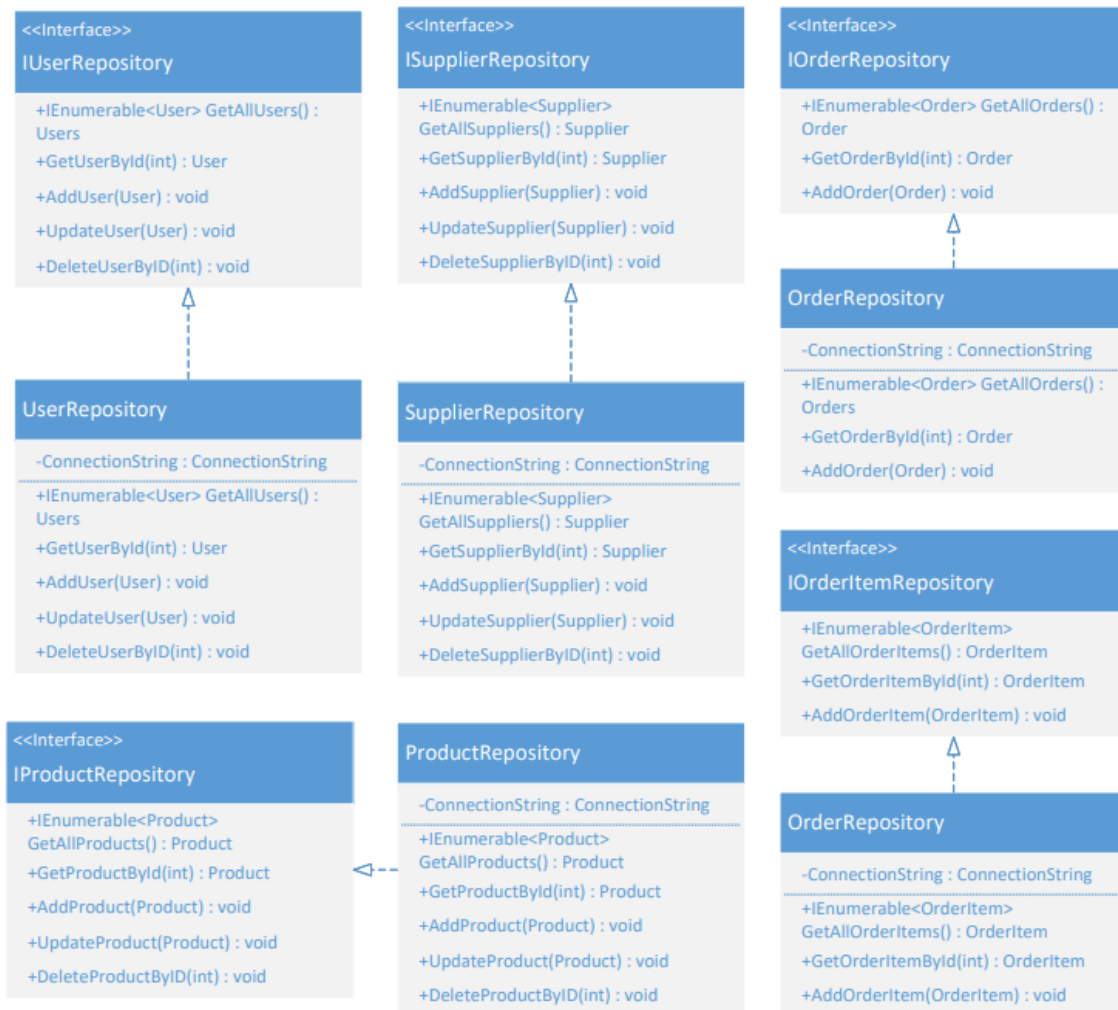 <<Interface>>
IUserRepository
+IEnumerable<User> GetAllUsers() :
Users
+GetUserById(int) : User
+AddUser(User) : void
+UpdateUser(User) : void
+DeleteUserByID(int) : void
<<Interface>>
ISupplierRepository
+IEnumerable<Supplier>
GetAllSuppliers() : Supplier
+GetSupplierById(int) : Supplier
+AddSupplier(Supplier) : void
+UpdateSupplier(Supplier) : void
+DeleteSupplierByID(int) : void
<<Interface>>
IOrderRepository
+IEnumerable<Order> GetAllOrders() :
Order
+GetOrderById(int) : Order
+AddOrder(Order) : void
UserRepository
-ConnectionString : ConnectionString
+IEnumerable<User> GetAllUsers() :
Users
+GetUserById(int) : User
+AddUser(User) : void
+UpdateUser(User) : void
+DeleteUserByID(int) : void
SupplierRepository
-ConnectionString : ConnectionString
+IEnumerable<Supplier>
GetAllSuppliers() : Supplier
+GetSupplierById(int) : Supplier
+AddSupplier(Supplier) : void
+UpdateSupplier(Supplier) : void
+DeleteSupplierByID(int) : void
OrderRepository
-ConnectionString : ConnectionString
+IEnumerable<Order> GetAllOrders() :
Orders
+GetOrderById(int) : Order
+AddOrder(Order) : void
<<Interface>>
IOrderItemRepository
+IEnumerable<OrderItem>
GetAllOrderItems() : OrderItem
+GetOrderItemById(int) : OrderItem
+AddOrderItem(OrderItem) : void
<<Interface>>
IProductRepository
+IEnumerable<Product>
GetAllProducts() : Product
+GetProductById(int) : Product
+AddProduct(Product) : void
+UpdateProduct(Product) : void
+DeleteProductByID(int) : void
ProductRepository
-ConnectionString : ConnectionString
+IEnumerable<Product>
GetAllProducts() : Product
+GetProductById(int) : Product
+AddProduct(Product) : void
+UpdateProduct(Product) : void
+DeleteProductByID(int) : void
OrderRepository
-ConnectionString : ConnectionString
+IEnumerable<OrderItem>
GetAllOrderItems() : OrderItem
+GetOrderItemById(int) : OrderItem
+AddOrderItem(OrderItem) : void